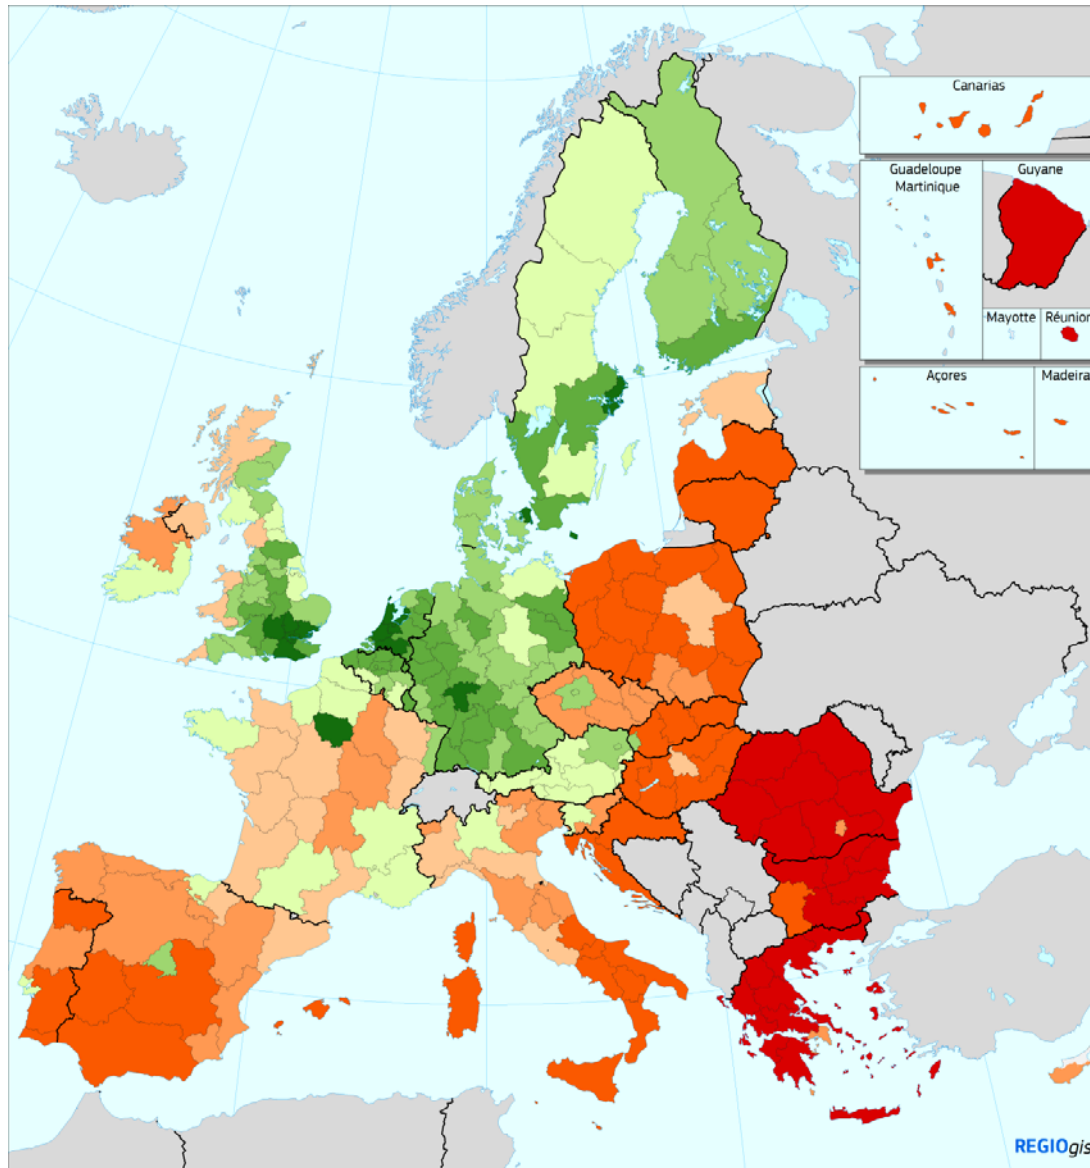 Canarias
Guadeloupe
Martinique
Guyane
Mayotte
Réunion
Açores
Madeira
REGIOgis